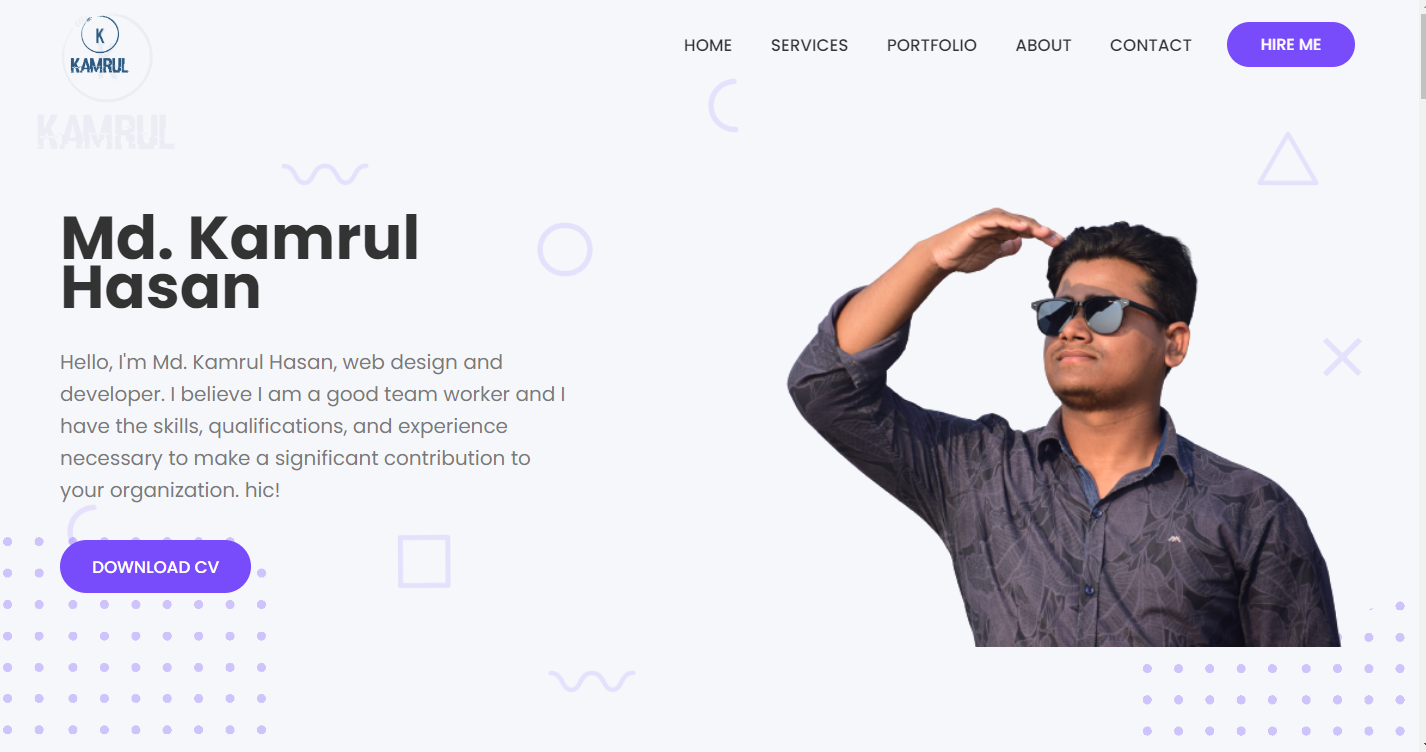 K
KAMRUL
HOME SERVICES PORTFOLIO ABOUT CONTACT HIRE ME
KAMRUL
Md. Kamrul
Hasan
Hello, I'm Md. Kamrul Hasan, web design and
developer. I believe I am a good team worker and I
have the skills, qualifications, and experience
necessary to make a significant contribution to
your organization. hic!
DOWNLOAD CV